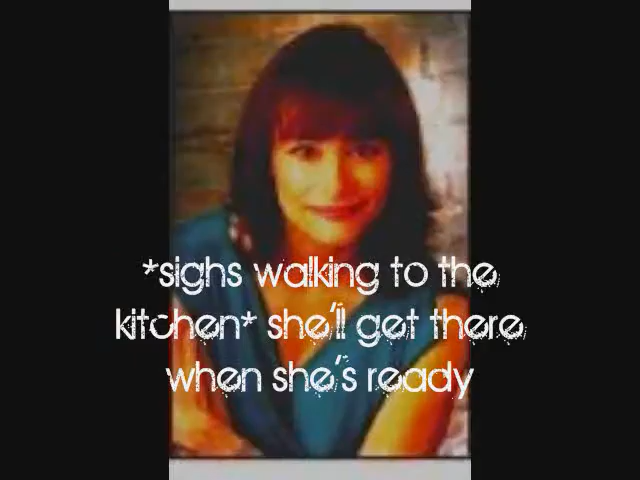 *sighs walking to the
kitchen* she'll get there
when she's ready